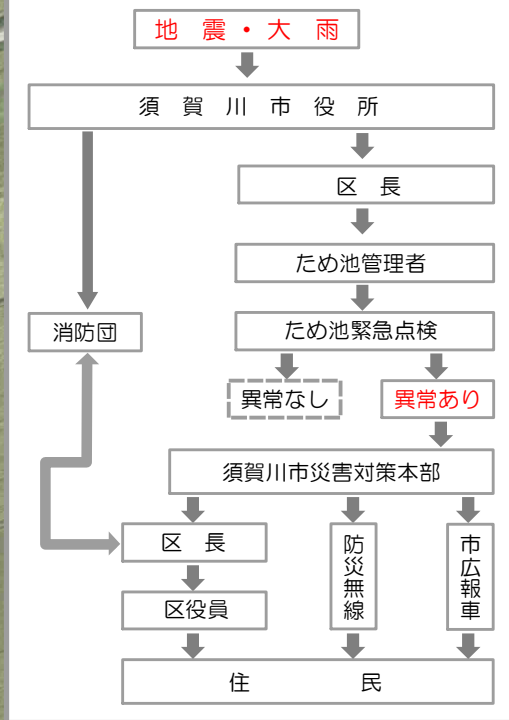 地 震・大 雨
須 賀 川 市 役 所
区 長
ため池管理者
消防団
ため池緊急点検
異常なし
異常あり
須賀川市災害対策本部
区 長
防災無線
市広報車
区役員
住 民